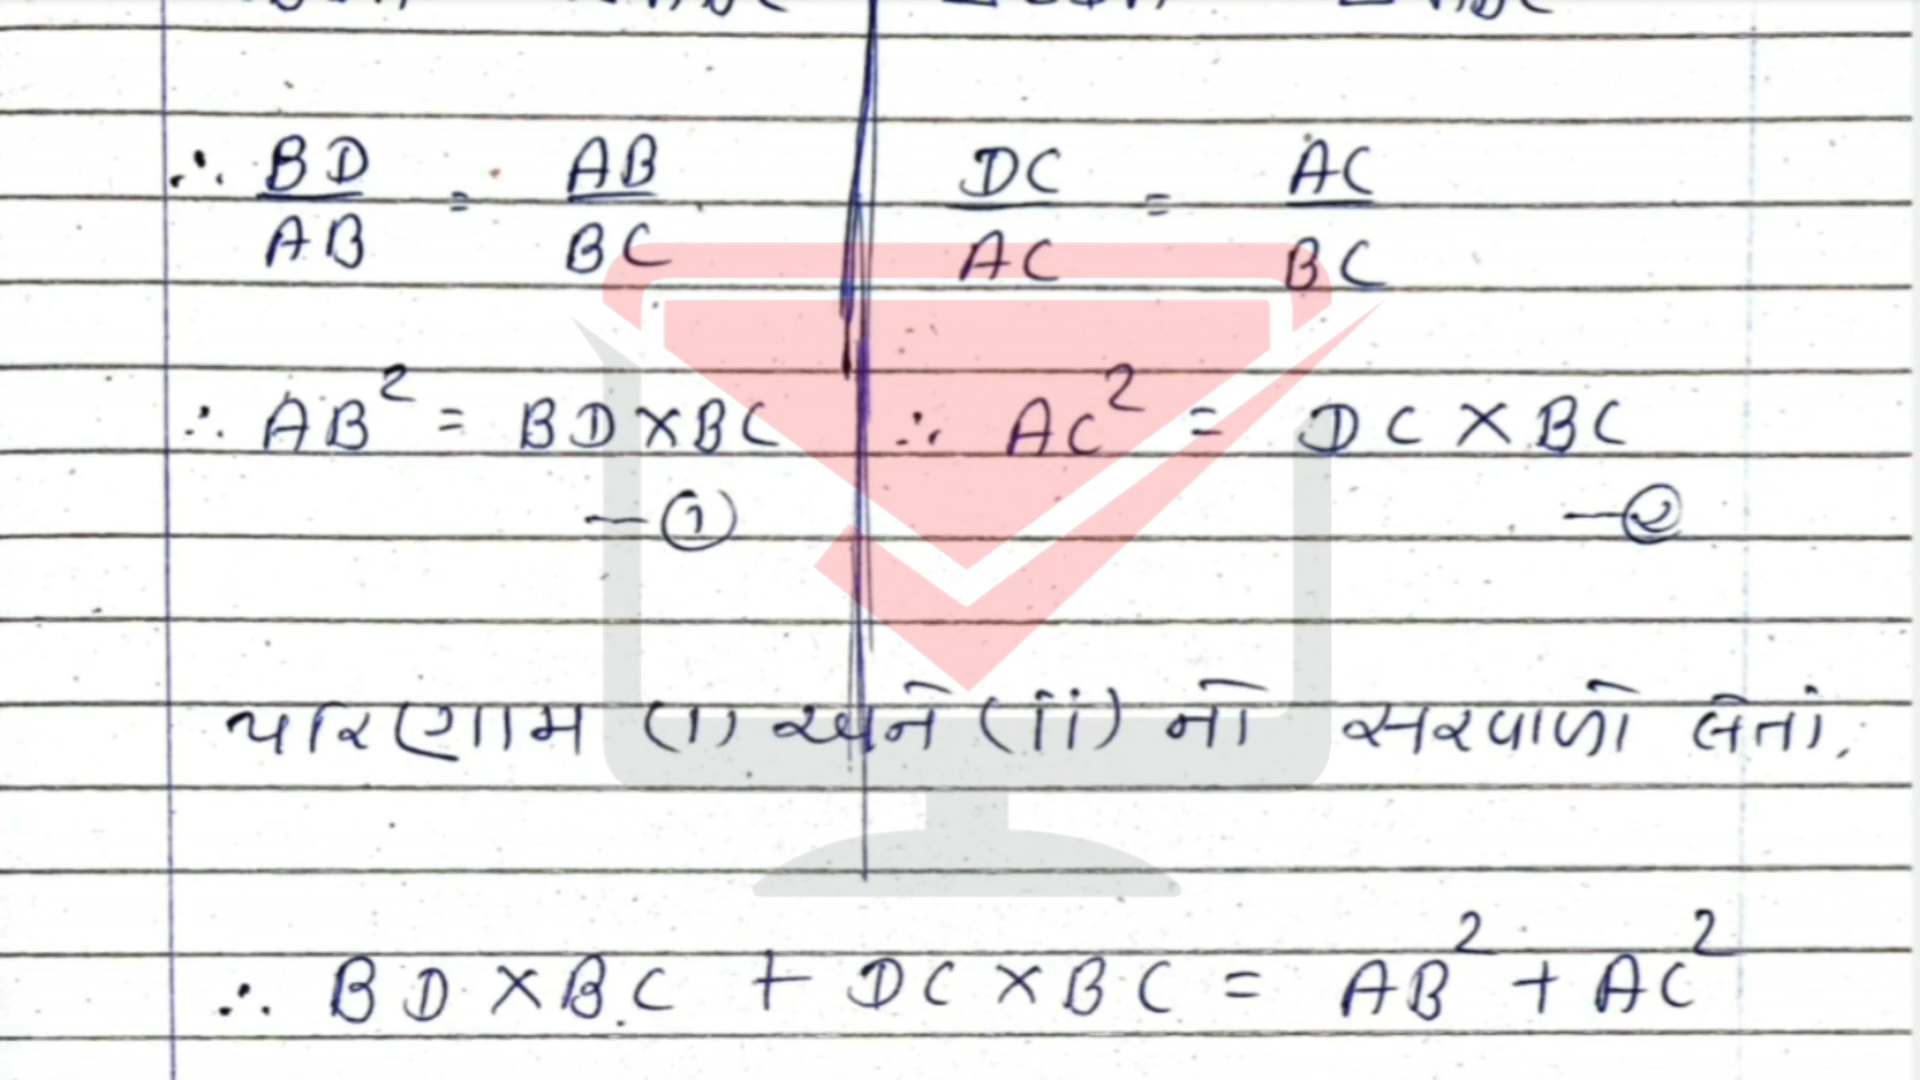 ∴ BD/AB = AB/BC DC/AC = AC/BC
∴ AB² = BD×BC ∴ AC² = DC × BC
—① —②
પરિણામ (i) અને (ii) નો સરવાળો લેતાં,
∴ BD×BC + DC×BC = AB² + AC²